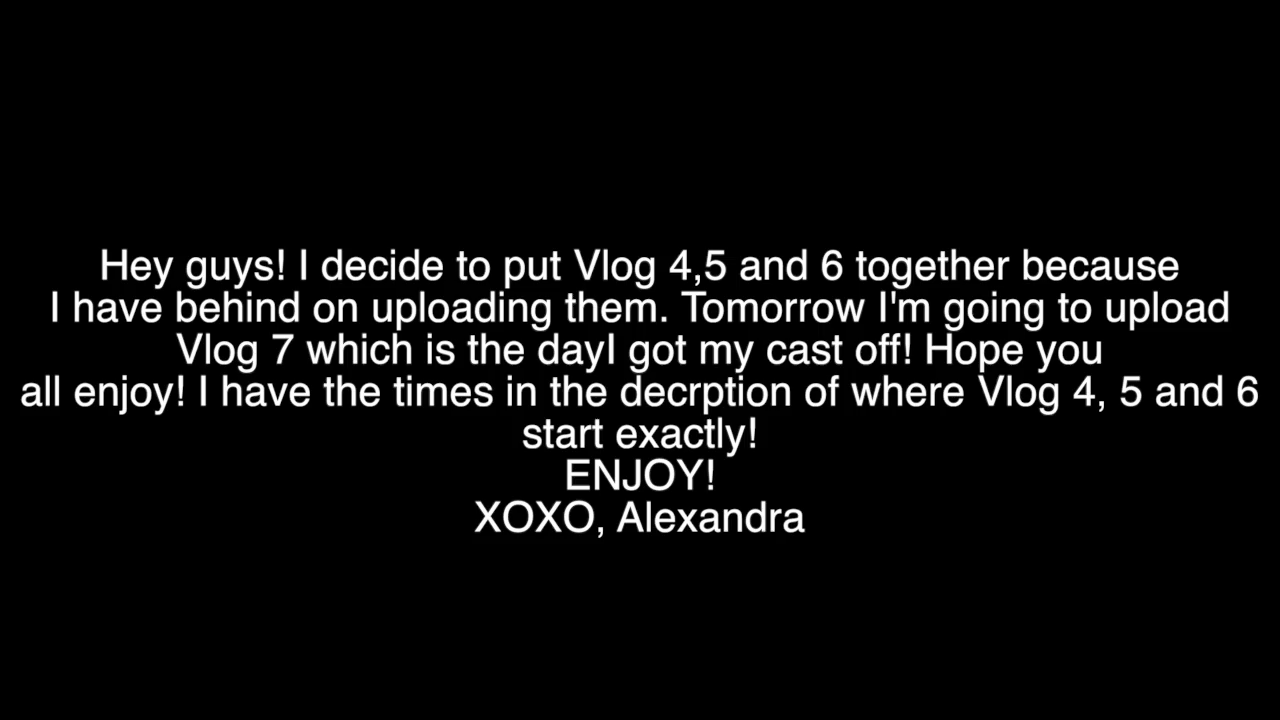 Hey guys! I decide to put Vlog 4,5 and 6 together because
I have behind on uploading them. Tomorrow I'm going to upload
Vlog 7 which is the dayI got my cast off! Hope you
all enjoy! I have the times in the decrption of where Vlog 4, 5 and 6
start exactly!
ENJOY!
XOXO, Alexandra